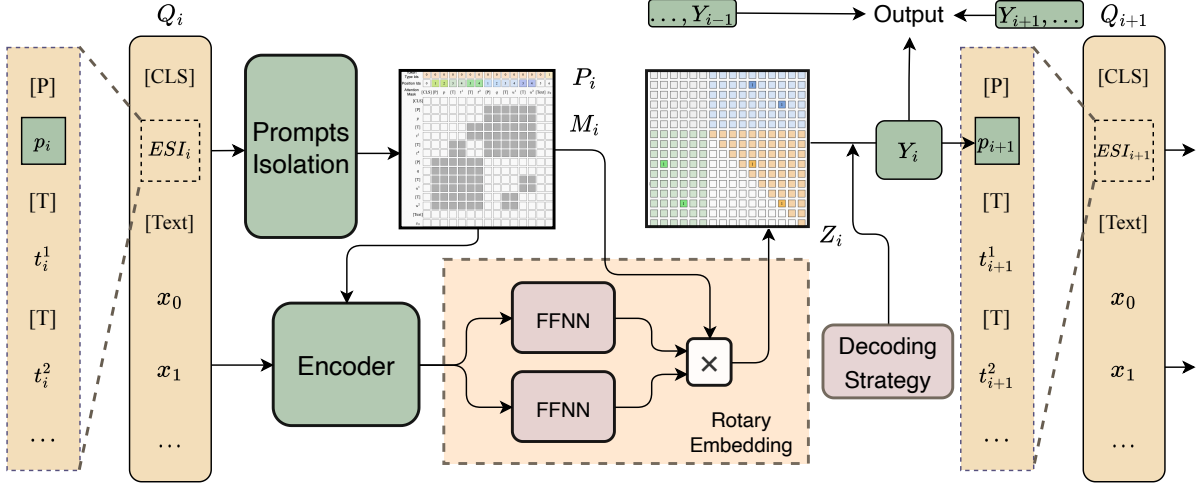 Q_i
[P]
p_i
[T]
t_i^1
[T]
t_i^2
...
[CLS]
ESI_i
[Text]
x_0
x_1
...
Prompts
Isolation
P_i
M_i
Encoder
FFNN
FFNN
×
Rotary
Embedding
..., Y_{i-1}
Output
Y_{i+1}, ...
Y_i
Z_i
Decoding
Strategy
[P]
p_{i+1}
[T]
t_{i+1}^1
[T]
t_{i+1}^2
...
Q_{i+1}
[CLS]
ESI_{i+1}
[Text]
x_0
x_1
...